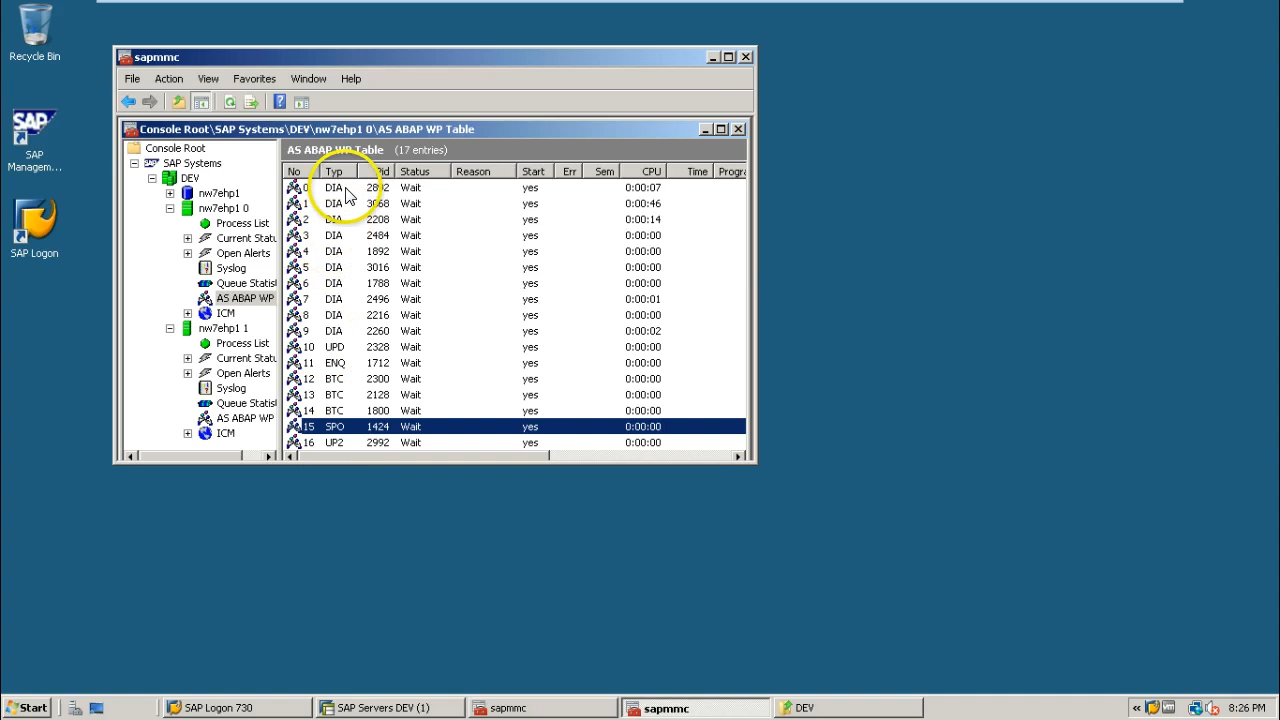 Recycle Bin
SAP
Managem...
SAP Logon
sapmmc
File Action View Favorites Window Help
Console Root\SAP Systems\DEV\nw7ehp1 0\AS ABAP WP Table
Console Root
SAP Systems
DEV
nw7ehp1
nw7ehp1 0
Process List
Current Statu
Open Alerts
Syslog
Queue Statis
AS ABAP WP
ICM
nw7ehp1 1
Process List
Current Statu
Open Alerts
Syslog
Queue Statis
AS ABAP WP
ICM
AS ABAP WP Table (17 entries)
No Typ Pid Status Reason Start Err Sem CPU Time Progra
0 DIA 2892 Wait yes 0:00:07
1 DIA 3068 Wait yes 0:00:46
2 DIA 2208 Wait yes 0:00:14
3 DIA 2484 Wait yes 0:00:00
4 DIA 1892 Wait yes 0:00:00
5 DIA 3016 Wait yes 0:00:00
6 DIA 1788 Wait yes 0:00:00
7 DIA 2496 Wait yes 0:00:01
8 DIA 2216 Wait yes 0:00:00
9 DIA 2260 Wait yes 0:00:02
10 UPD 2328 Wait yes 0:00:00
11 ENQ 1712 Wait yes 0:00:00
12 BTC 2300 Wait yes 0:00:00
13 BTC 2128 Wait yes 0:00:00
14 BTC 1800 Wait yes 0:00:00
15 SPO 1424 Wait yes 0:00:00
16 UP2 2992 Wait yes 0:00:00
Start SAP Logon 730 SAP Servers DEV (1) sapmmc sapmmc DEV « 8:26 PM